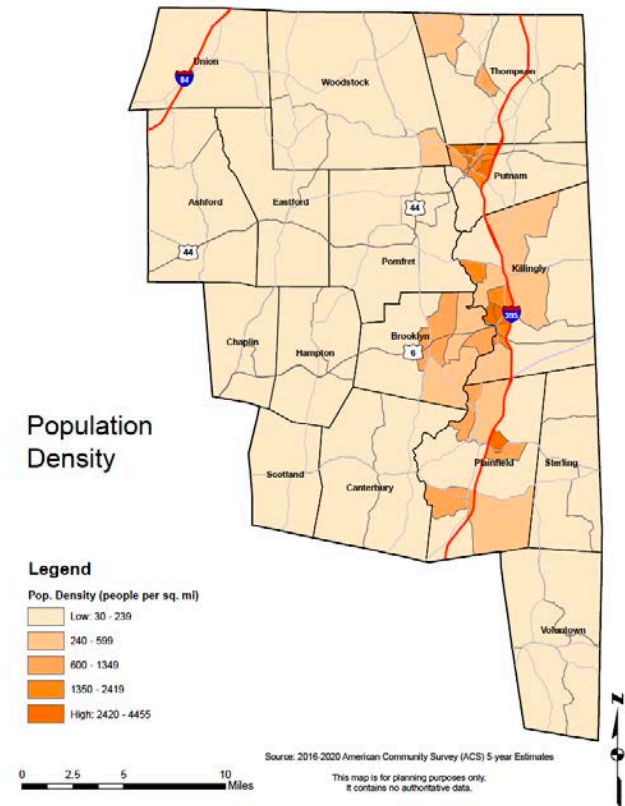 Union
84
Thompson
Woodstock
Putnam
Ashford
Eastford
44
44
Killingly
Pomfret
395
Chaplin
Hampton
Brooklyn
6
Population
Density
Plainfield
Sterling
Scotland
Canterbury
Legend
Pop. Density (people per sq. mi)
Low: 30 - 239
240 - 599
600 - 1349
1350 - 2419
High: 2420 - 4455
Voluntown
N
Source: 2016-2020 American Community Survey (ACS) 5-year Estimates
0 2.5 5 10
Miles
This map is for planning purposes only.
It contains no authoritative data.